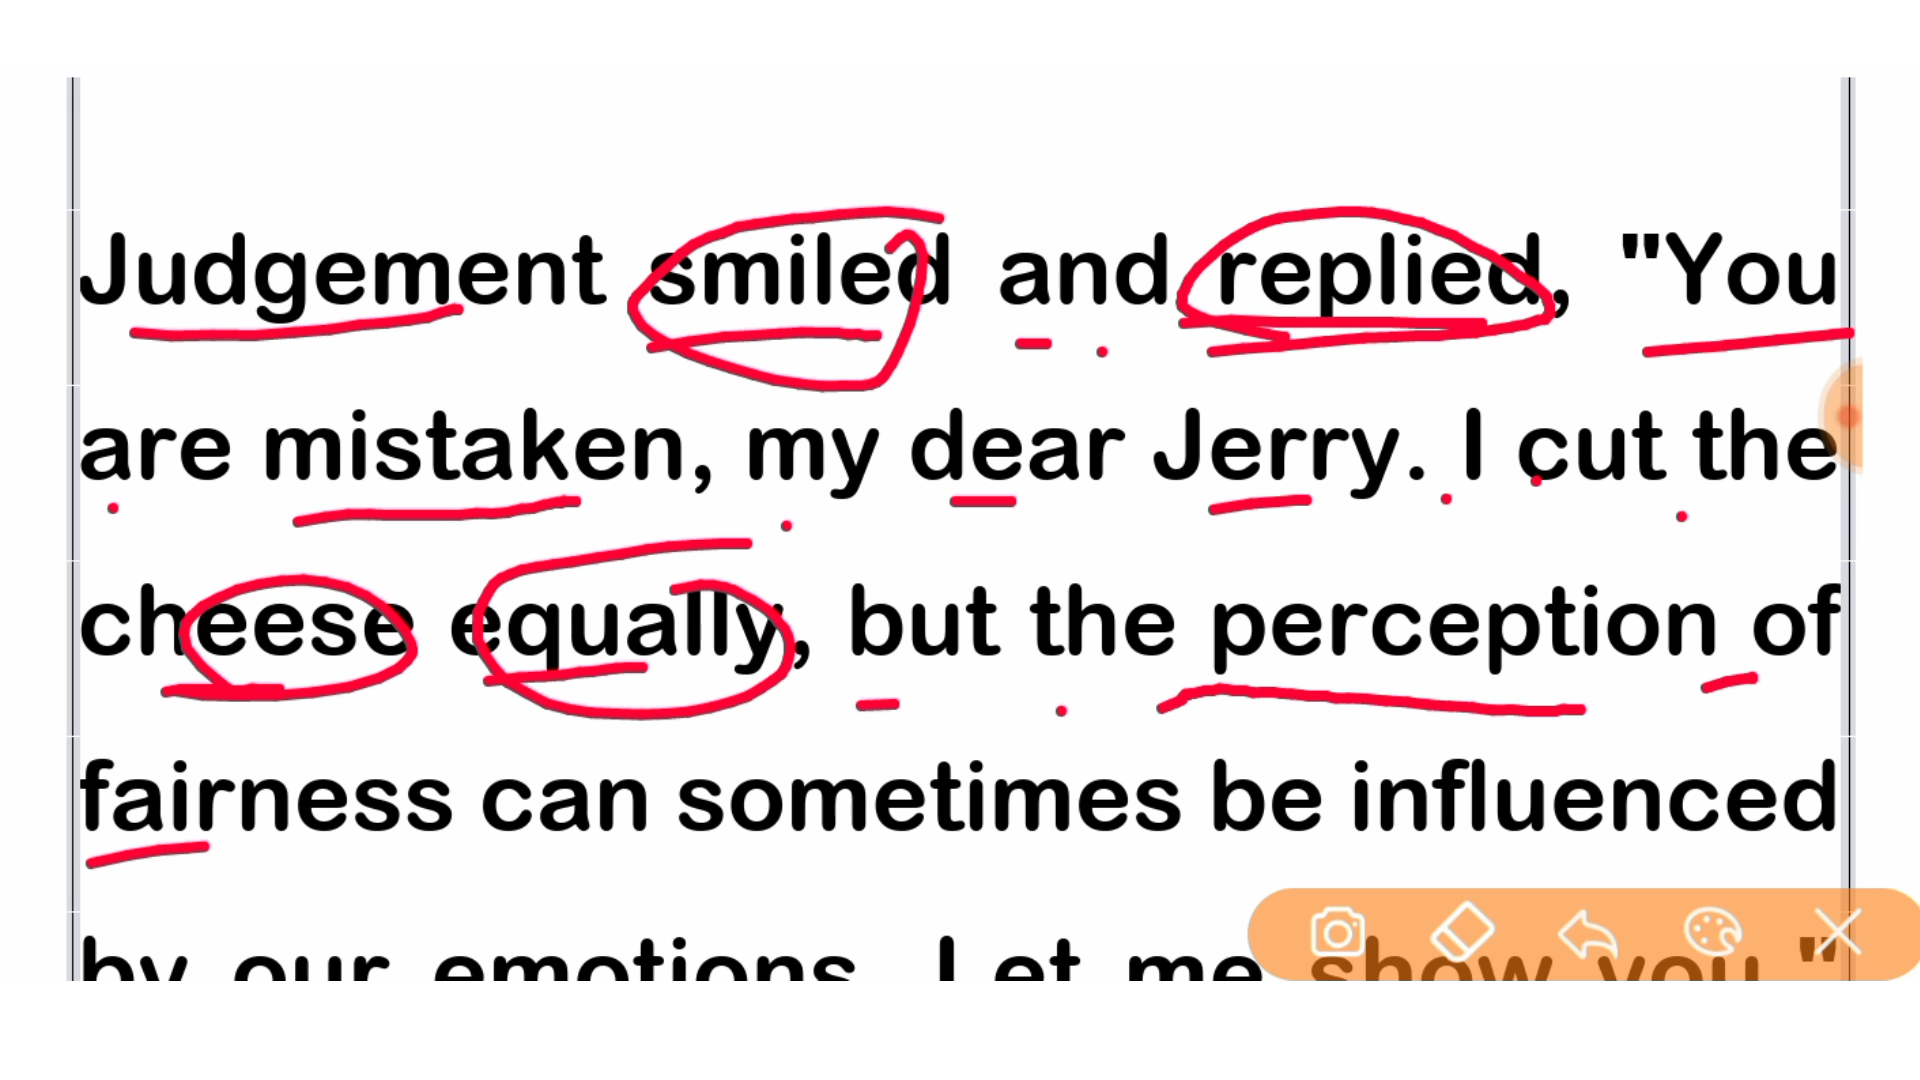 Judgement smiled and replied, "You
are mistaken, my dear Jerry. I cut the
cheese equally, but the perception of
fairness can sometimes be influenced
by our emotions. Let me show you."